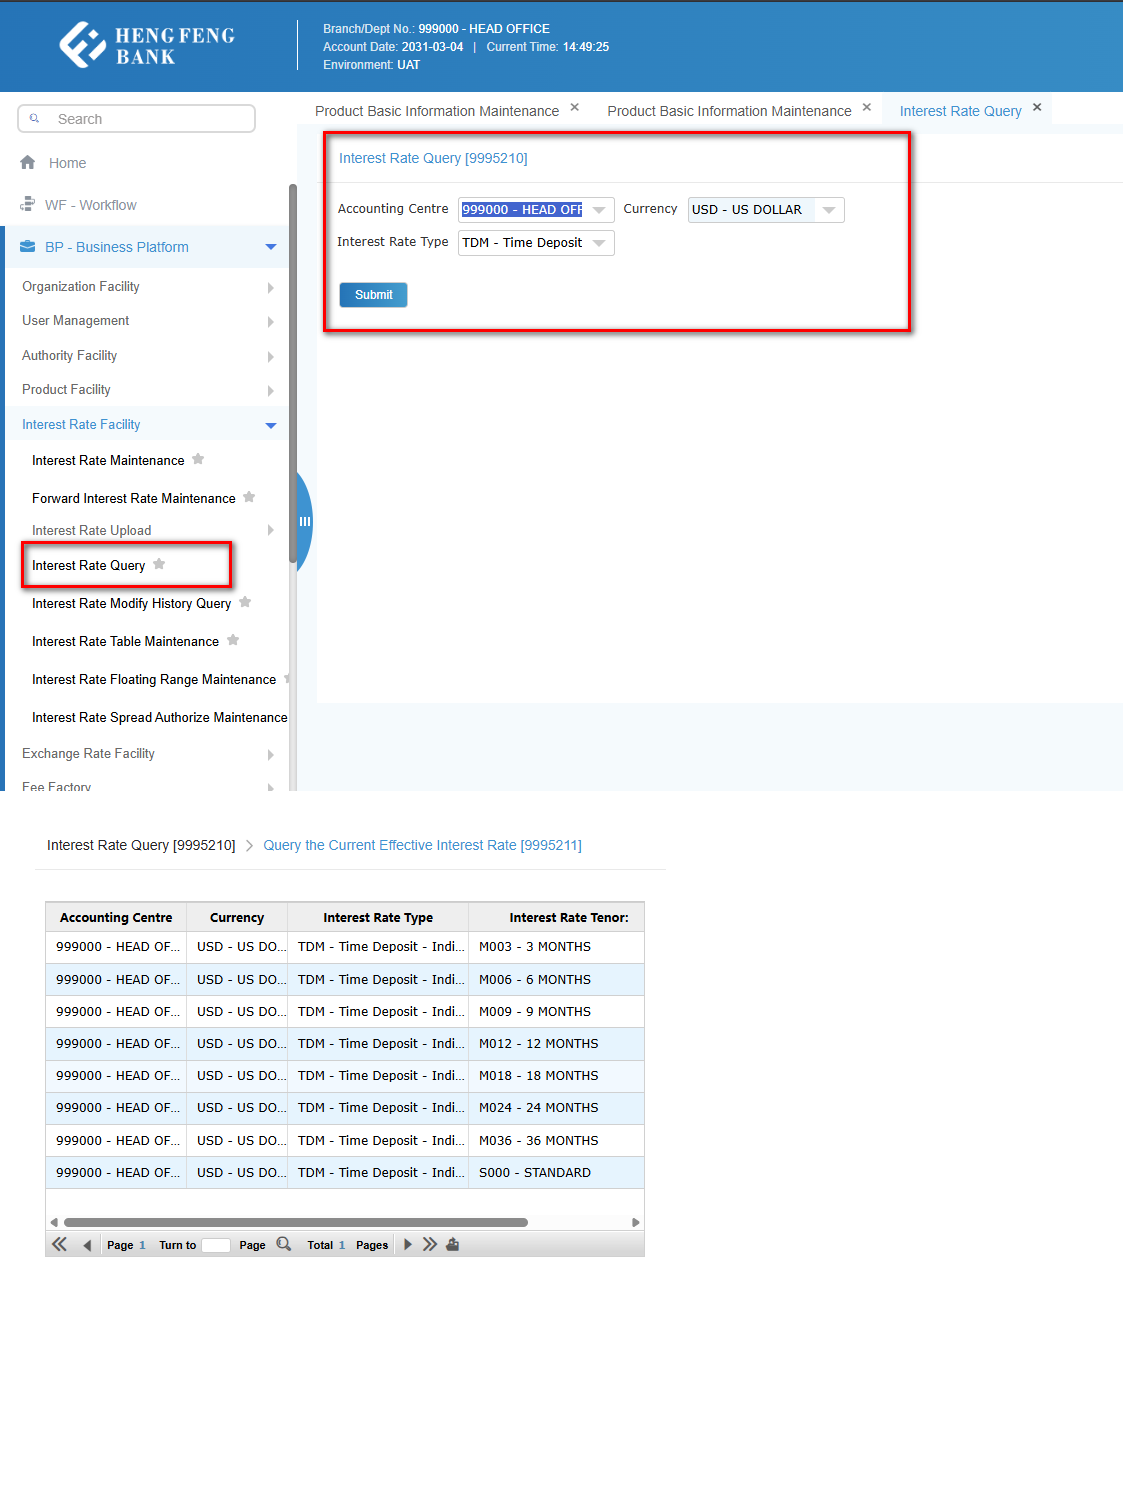 HENG FENG
BANK
Branch/Dept No.: 999000 - HEAD OFFICE
Account Date: 2031-03-04 | Current Time: 14:49:25
Environment: UAT
Search
Product Basic Information Maintenance × Product Basic Information Maintenance × Interest Rate Query ×
Home
WF - Workflow
BP - Business Platform
Organization Facility
User Management
Authority Facility
Product Facility
Interest Rate Facility
Interest Rate Maintenance
Forward Interest Rate Maintenance
Interest Rate Upload
Interest Rate Query
Interest Rate Modify History Query
Interest Rate Table Maintenance
Interest Rate Floating Range Maintenance
Interest Rate Spread Authorize Maintenance
Exchange Rate Facility
Fee Factory
Interest Rate Query [9995210]
Accounting Centre 999000 - HEAD OFF Currency USD - US DOLLAR
Interest Rate Type TDM - Time Deposit
Submit
Interest Rate Query [9995210] > Query the Current Effective Interest Rate [9995211]
Accounting Centre Currency Interest Rate Type Interest Rate Tenor:
999000 - HEAD OF... USD - US DO... TDM - Time Deposit - Indi... M003 - 3 MONTHS
999000 - HEAD OF... USD - US DO... TDM - Time Deposit - Indi... M006 - 6 MONTHS
999000 - HEAD OF... USD - US DO... TDM - Time Deposit - Indi... M009 - 9 MONTHS
999000 - HEAD OF... USD - US DO... TDM - Time Deposit - Indi... M012 - 12 MONTHS
999000 - HEAD OF... USD - US DO... TDM - Time Deposit - Indi... M018 - 18 MONTHS
999000 - HEAD OF... USD - US DO... TDM - Time Deposit - Indi... M024 - 24 MONTHS
999000 - HEAD OF... USD - US DO... TDM - Time Deposit - Indi... M036 - 36 MONTHS
999000 - HEAD OF... USD - US DO... TDM - Time Deposit - Indi... S000 - STANDARD
Page 1 Turn to Page Total 1 Pages